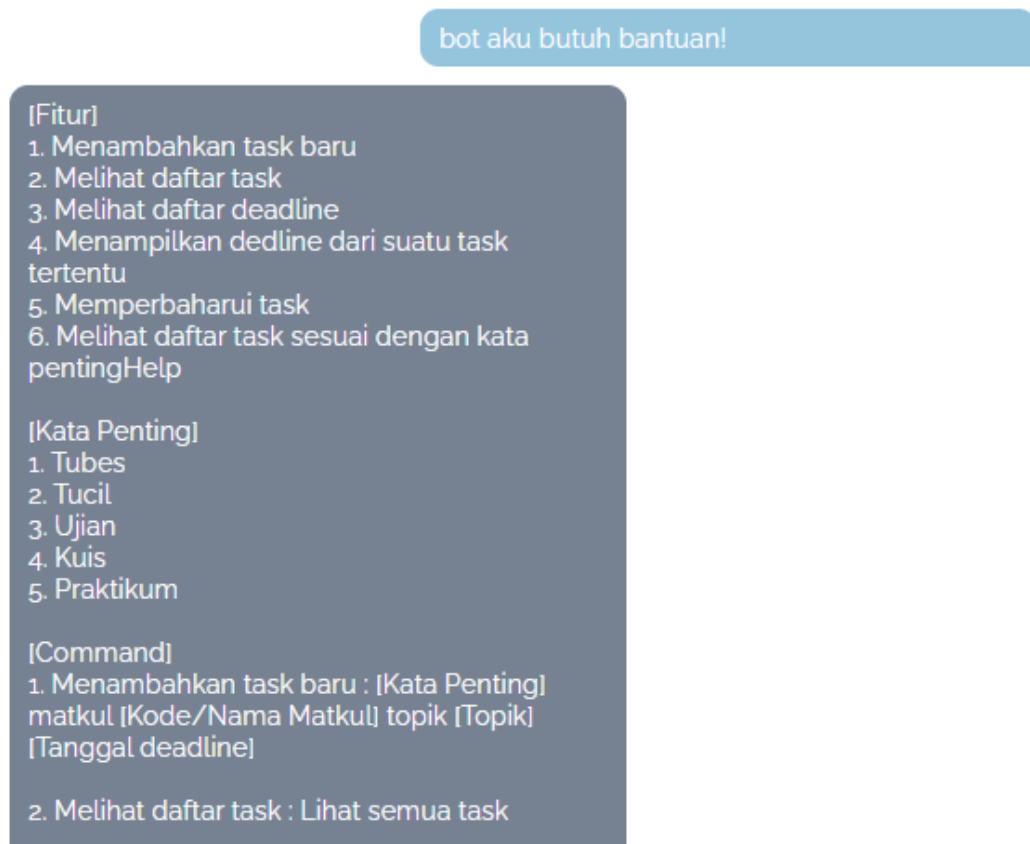 bot aku butuh bantuan!
[Fitur]
1. Menambahkan task baru
2. Melihat daftar task
3. Melihat daftar deadline
4. Menampilkan dedline dari suatu task
tertentu
5. Memperbaharui task
6. Melihat daftar task sesuai dengan kata
pentingHelp
[Kata Penting]
1. Tubes
2. Tucil
3. Ujian
4. Kuis
5. Praktikum
[Command]
1. Menambahkan task baru : [Kata Penting]
matkul [Kode/Nama Matkul] topik [Topik]
[Tanggal deadline]
2. Melihat daftar task : Lihat semua task